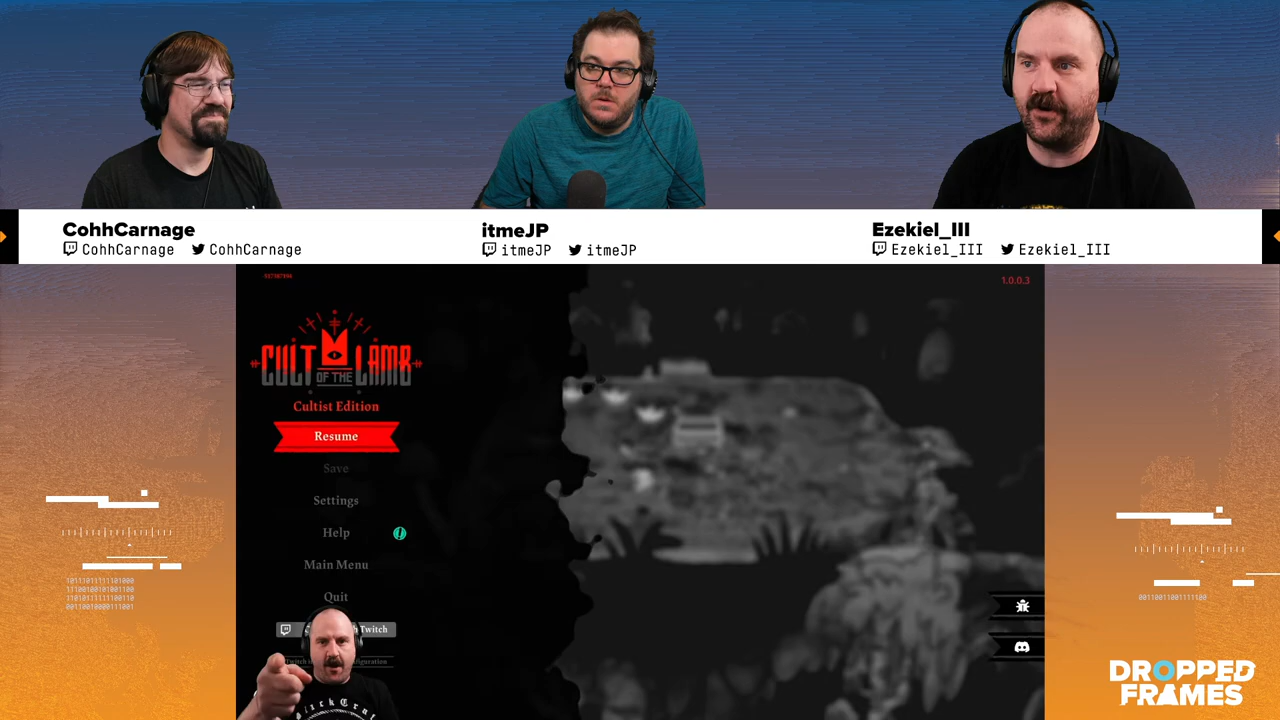 CohhCarnage
CohhCarnage CohhCarnage
itmeJP
itmeJP itmeJP
Ezekiel_III
Ezekiel_III Ezekiel_III
1.0.0.3
CULT OF THE LAMB
Cultist Edition
Resume
Save
Settings
Help
Main Menu
Quit
Twitch
DROPPED
FRAMES